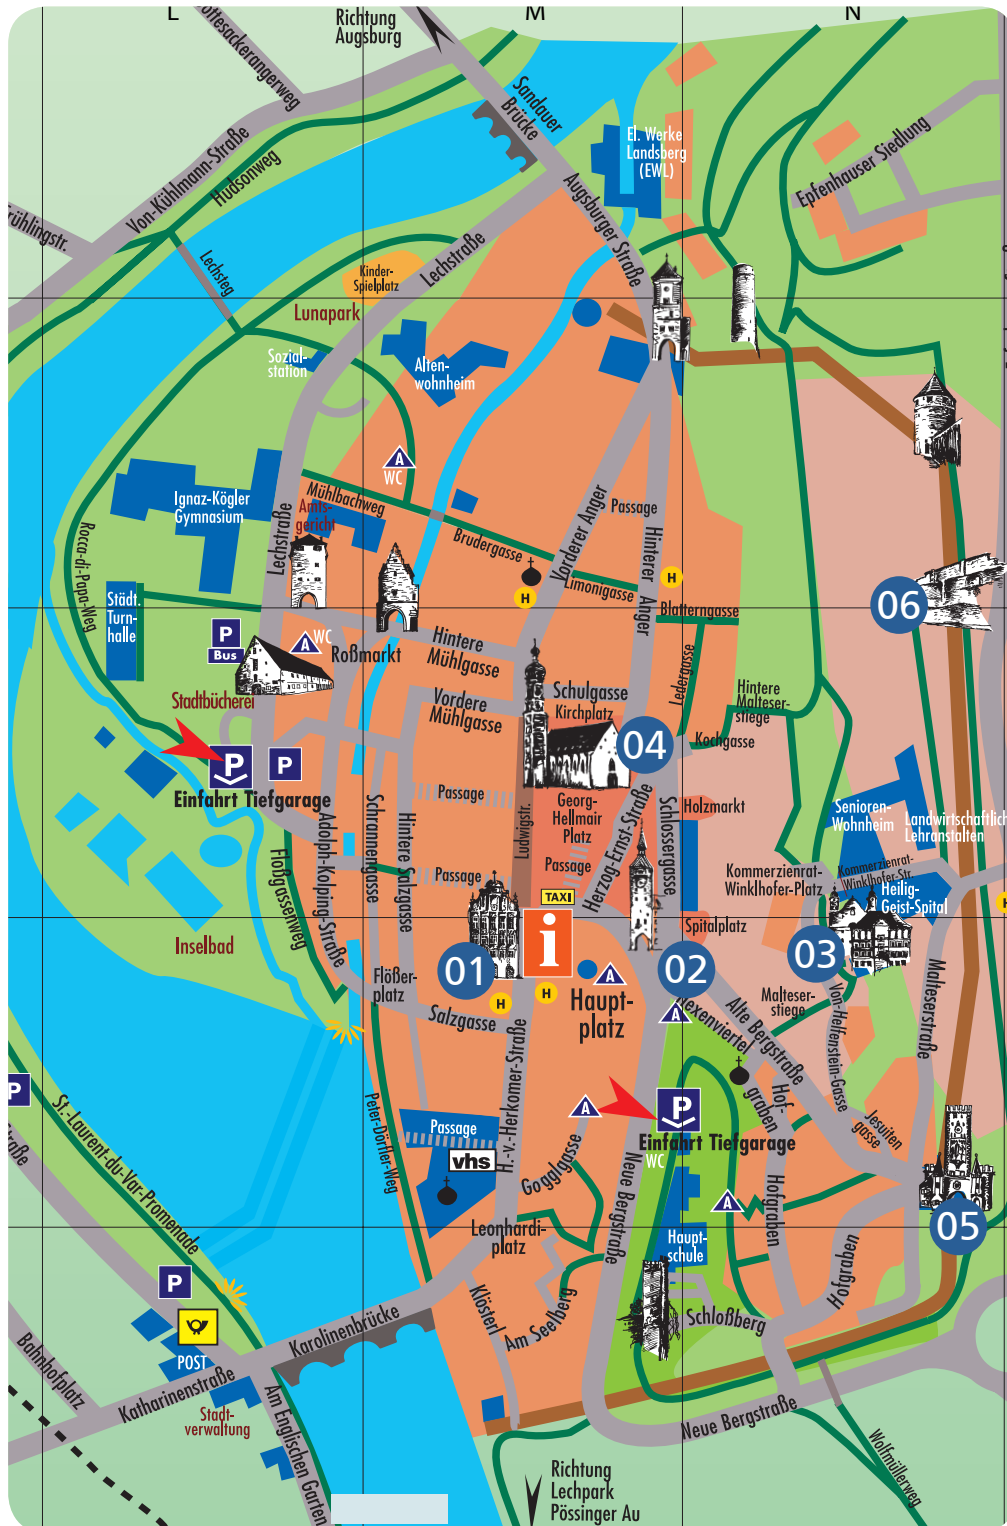 L
M
N
Richtung
Augsburg
Von-Kühlmann-Straße
Hudsonweg
Sandauer
Brücke
El. Werke
Landsberg
(EWL)
Epfenhauser Siedlung
Augsburger Straße
Lechstraße
Lechsteg
Kinder-
Spielplatz
Lunapark
Sozial-
station
Alten-
wohnheim
A
WC
Ignaz-Kögler
Gymnasium
Mühlbachweg
Amts-
gericht
Lechstraße
Brudergasse
Vorderer Anger
Passage
Hinterer Anger
Limonigasse
H
H
Blatterngasse
Rocca-di-Papa-Weg
Städt.
Turn-
halle
P
Bus
A
WC
Roßmarkt
Hintere
Mühlgasse
Stadtbücherei
Vordere
Mühlgasse
Schulgasse
Kirchplatz
Ledergasse
Hintere
Malteser-
stiege
Kochgasse
04
06
P
P
Einfahrt Tiefgarage
Passage
Ludwigstr.
Georg-
Hellmair
Platz
Passage
Herzog-Ernst-Straße
Schlossergasse
Holzmarkt
Senioren-
Wohnheim
Landwirtschaftlich
Lehranstalten
Adolph-Kolping-Straße
Schrannengasse
Hintere Salzgasse
Passage
TAXI
Kommerzienrat-
Winklhofer-Platz
Kommerzienrat-
Winklhofer-Str.
Heilig-
Geist-Spital
Floßgassenweg
Inselbad
Spitalplatz
i
01
02
03
H
H
A
Haupt-
platz
Flößer-
platz
Salzgasse
Malteser-
stiege
Malteserstraße
Von-Helfenstein-Gasse
Alte Bergstraße
Hexenviertel
A
Hof-
graben
Jesuiten
gasse
P
St.-Laurent-du-Var-Promenade
Peter-Dörfler-Weg
H.-v.-Herkomer-Straße
Passage
vhs
A
P
Einfahrt Tiefgarage
WC
Gogglgasse
Neue Bergstraße
A
Hofgraben
05
Leonhardi-
platz
Haupt-
schule
Hofgraben
Klösterl
Am Seelberg
Schloßberg
P
POST
Karolinenbrücke
Bahnhofplatz
Katharinenstraße
Stadt-
verwaltung
Am Englischen Garten
Neue Bergstraße
Wolfmüllerweg
Richtung
Lechpark
Pössinger Au